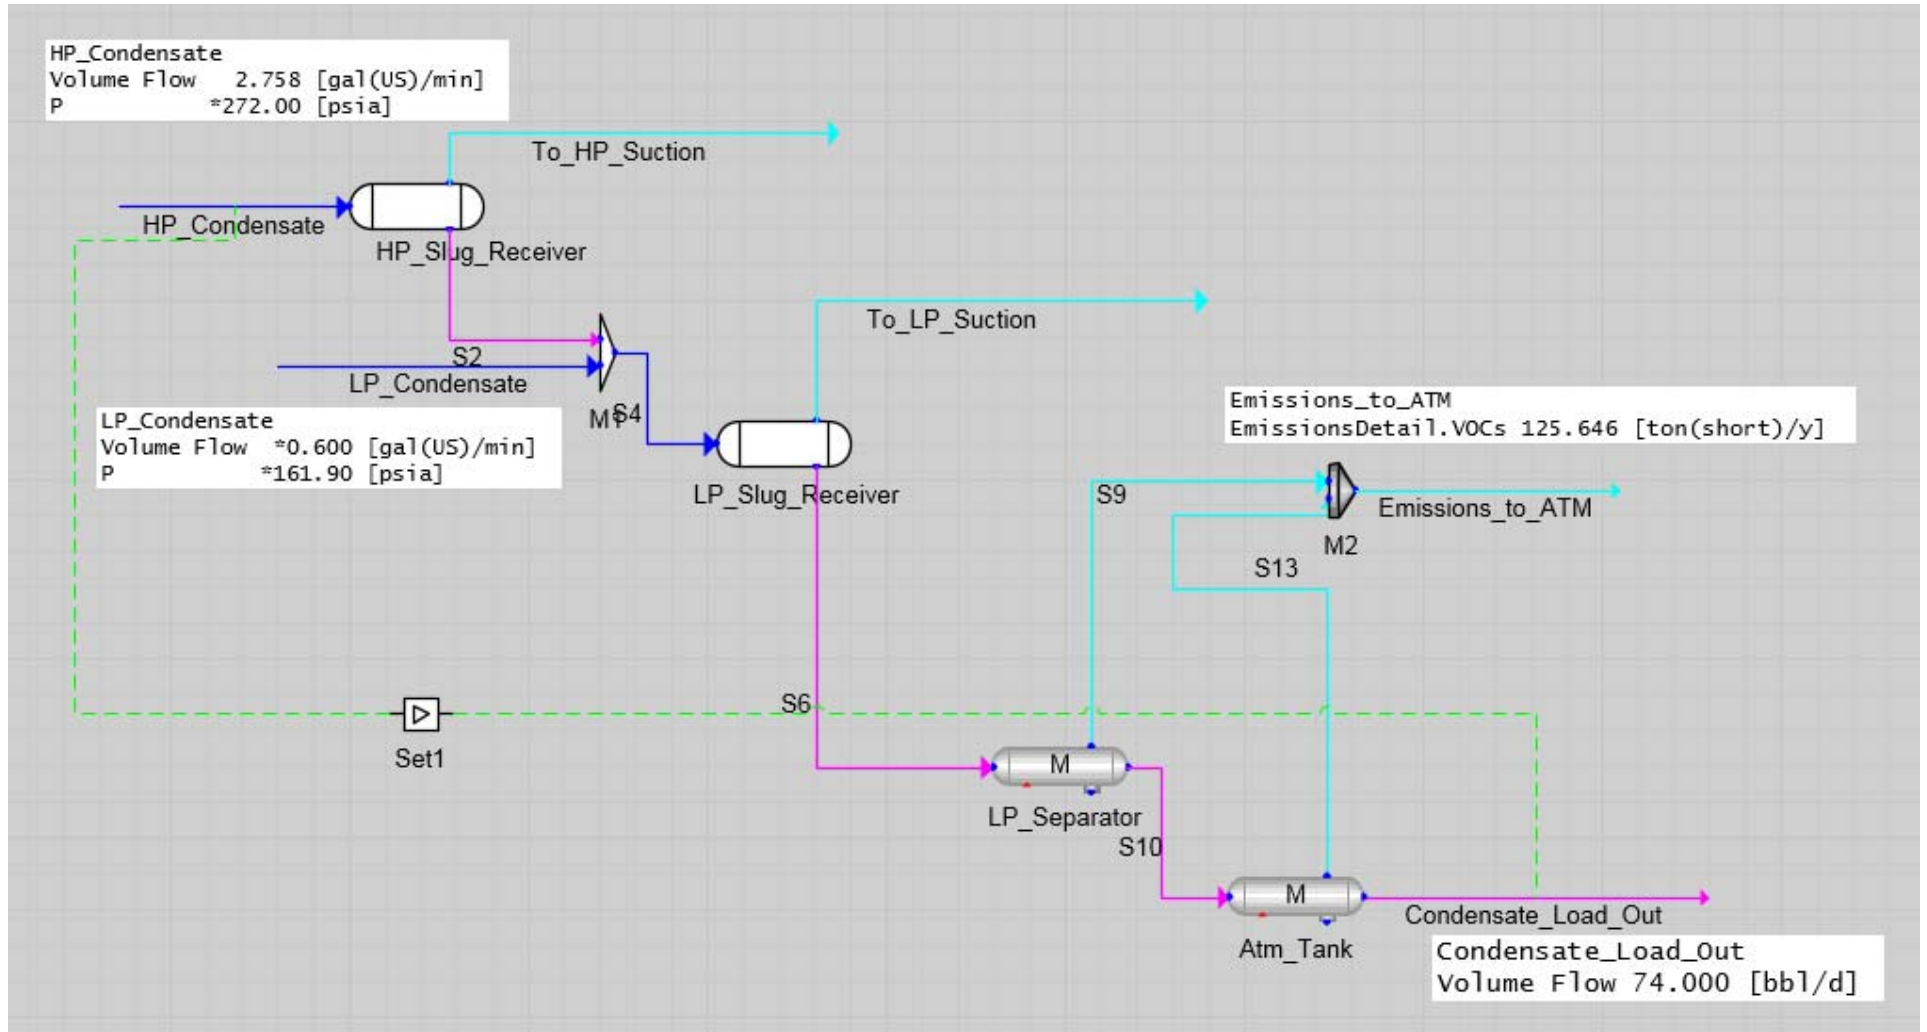 HP_Condensate
Volume Flow 2.758 [gal(US)/min]
P *272.00 [psia]
To_HP_Suction
HP_Condensate
HP_Slug_Receiver
To_LP_Suction
S2
LP_Condensate
M1
S4
LP_Condensate
Volume Flow *0.600 [gal(US)/min]
P *161.90 [psia]
LP_Slug_Receiver
Emissions_to_ATM
EmissionsDetail.VOCs 125.646 [ton(short)/y]
S9
Emissions_to_ATM
M2
S13
S6
Set1
M
LP_Separator
S10
M
Atm_Tank
Condensate_Load_Out
Condensate_Load_Out
Volume Flow 74.000 [bbl/d]